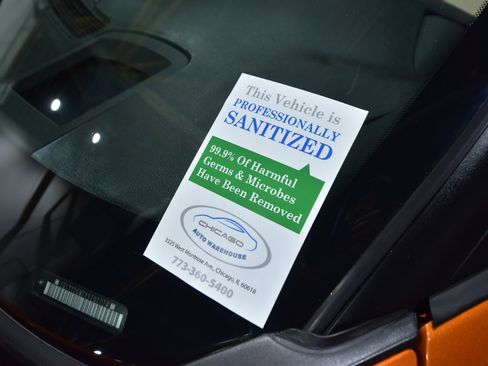 This Vehicle is
PROFESSIONALLY
SANITIZED
99.9% Of Harmful
Germs & Microbes
Have Been Removed
CHICAGO
AUTO WAREHOUSE
2325 West Montrose Ave., Chicago, IL 60618
773-360-5400